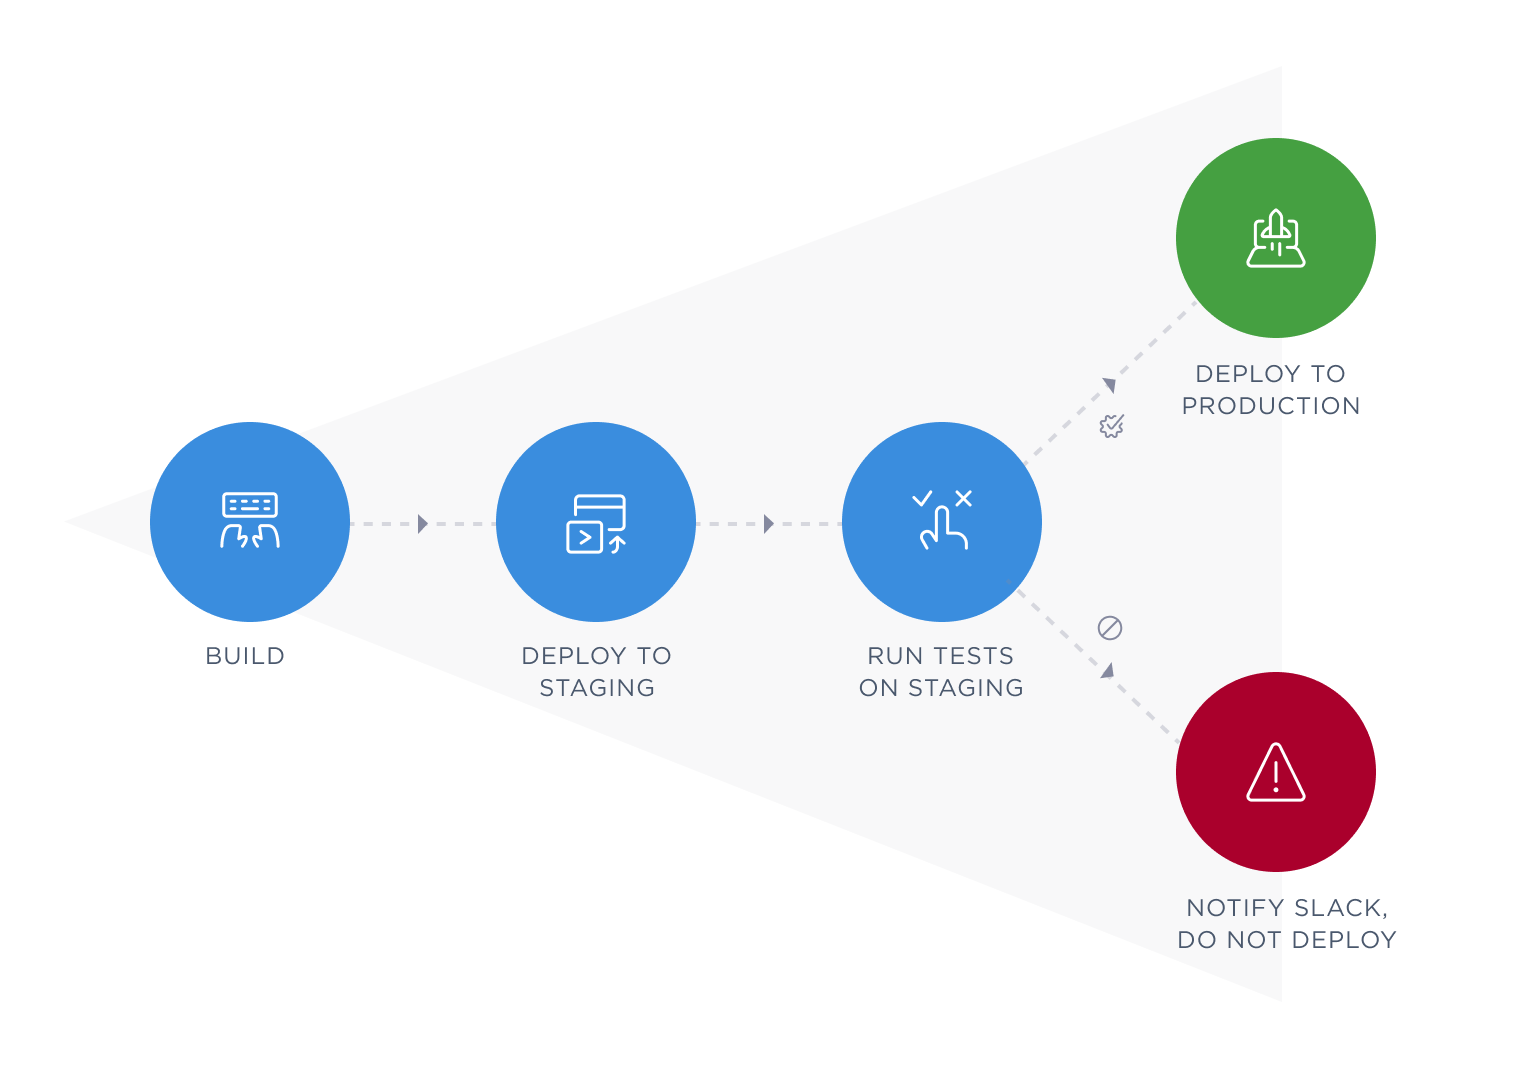 BUILD
DEPLOY TO
STAGING
RUN TESTS
ON STAGING
DEPLOY TO
PRODUCTION
NOTIFY SLACK,
DO NOT DEPLOY